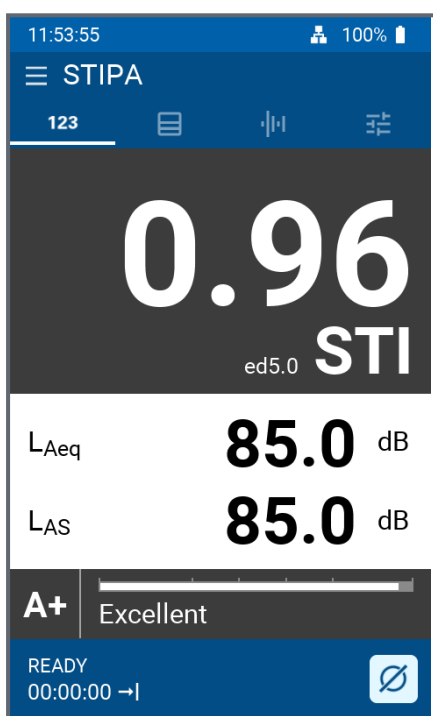 11:53:55 100%
☰ STIPA
123
0.96
ed5.0 STI
LAeq 85.0 dB
LAS 85.0 dB
A+ Excellent
READY
00:00:00 →|